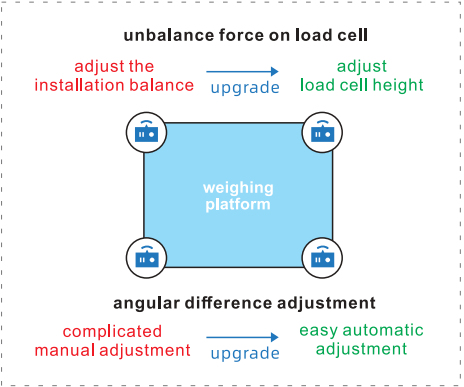 unbalance force on load cell
adjust the
installation balance
upgrade
adjust
load cell height
weighing
platform
angular difference adjustment
complicated
manual adjustment
upgrade
easy automatic
adjustment